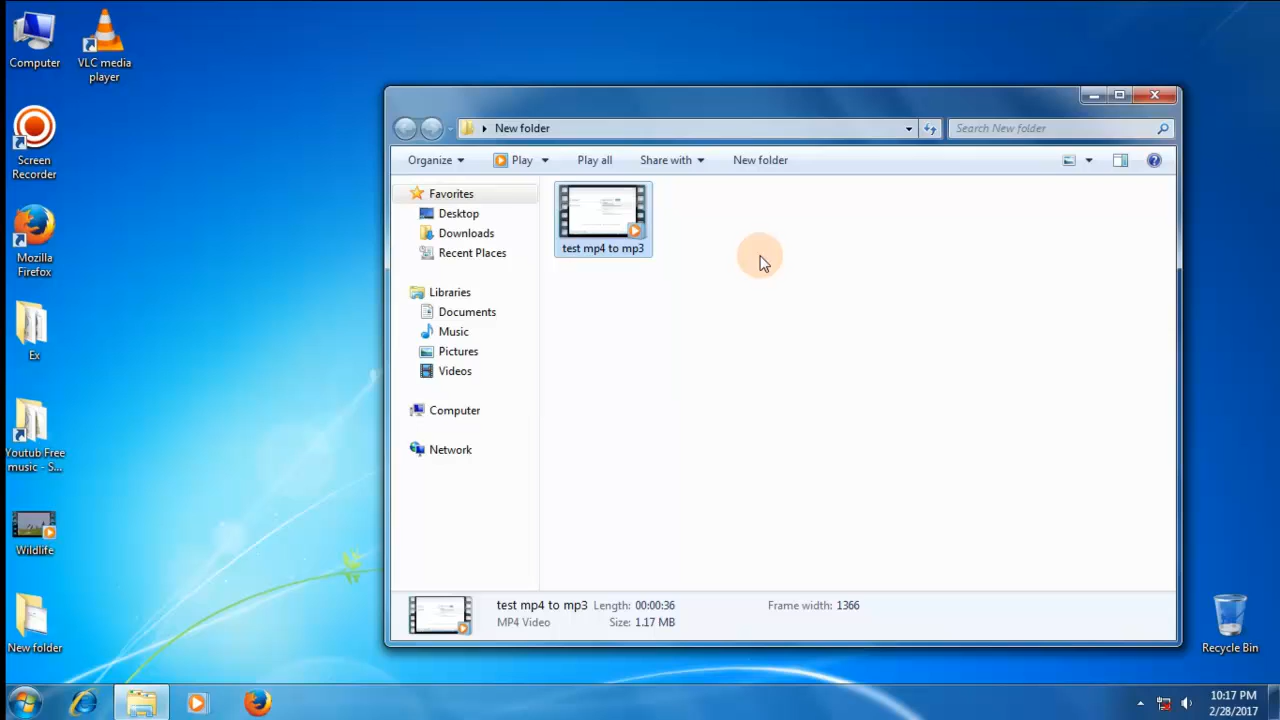 Computer
VLC media
player
Screen
Recorder
Mozilla
Firefox
Ex
Youtub Free
music - S...
Wildlife
New folder
New folder
Search New folder
Organize
Play
Play all
Share with
New folder
Favorites
Desktop
Downloads
Recent Places
Libraries
Documents
Music
Pictures
Videos
Computer
Network
test mp4 to mp3
test mp4 to mp3 Length: 00:00:36 Frame width: 1366
MP4 Video Size: 1.17 MB
Recycle Bin
10:17 PM
2/28/2017